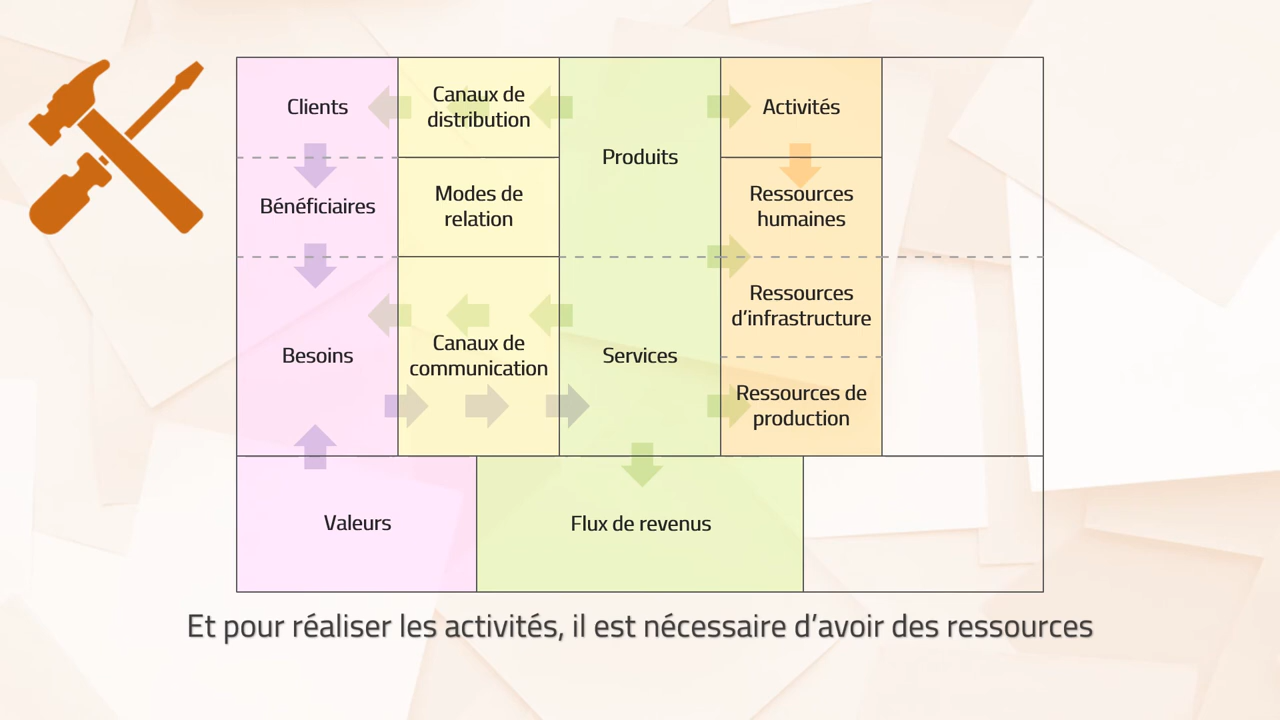 Clients
Canaux de
distribution
Produits
Activités
Bénéficiaires
Modes de
relation
Ressources
humaines
Besoins
Canaux de
communication
Services
Ressources
d’infrastructure
Ressources de
production
Valeurs
Flux de revenus
Et pour réaliser les activités, il est nécessaire d’avoir des ressources